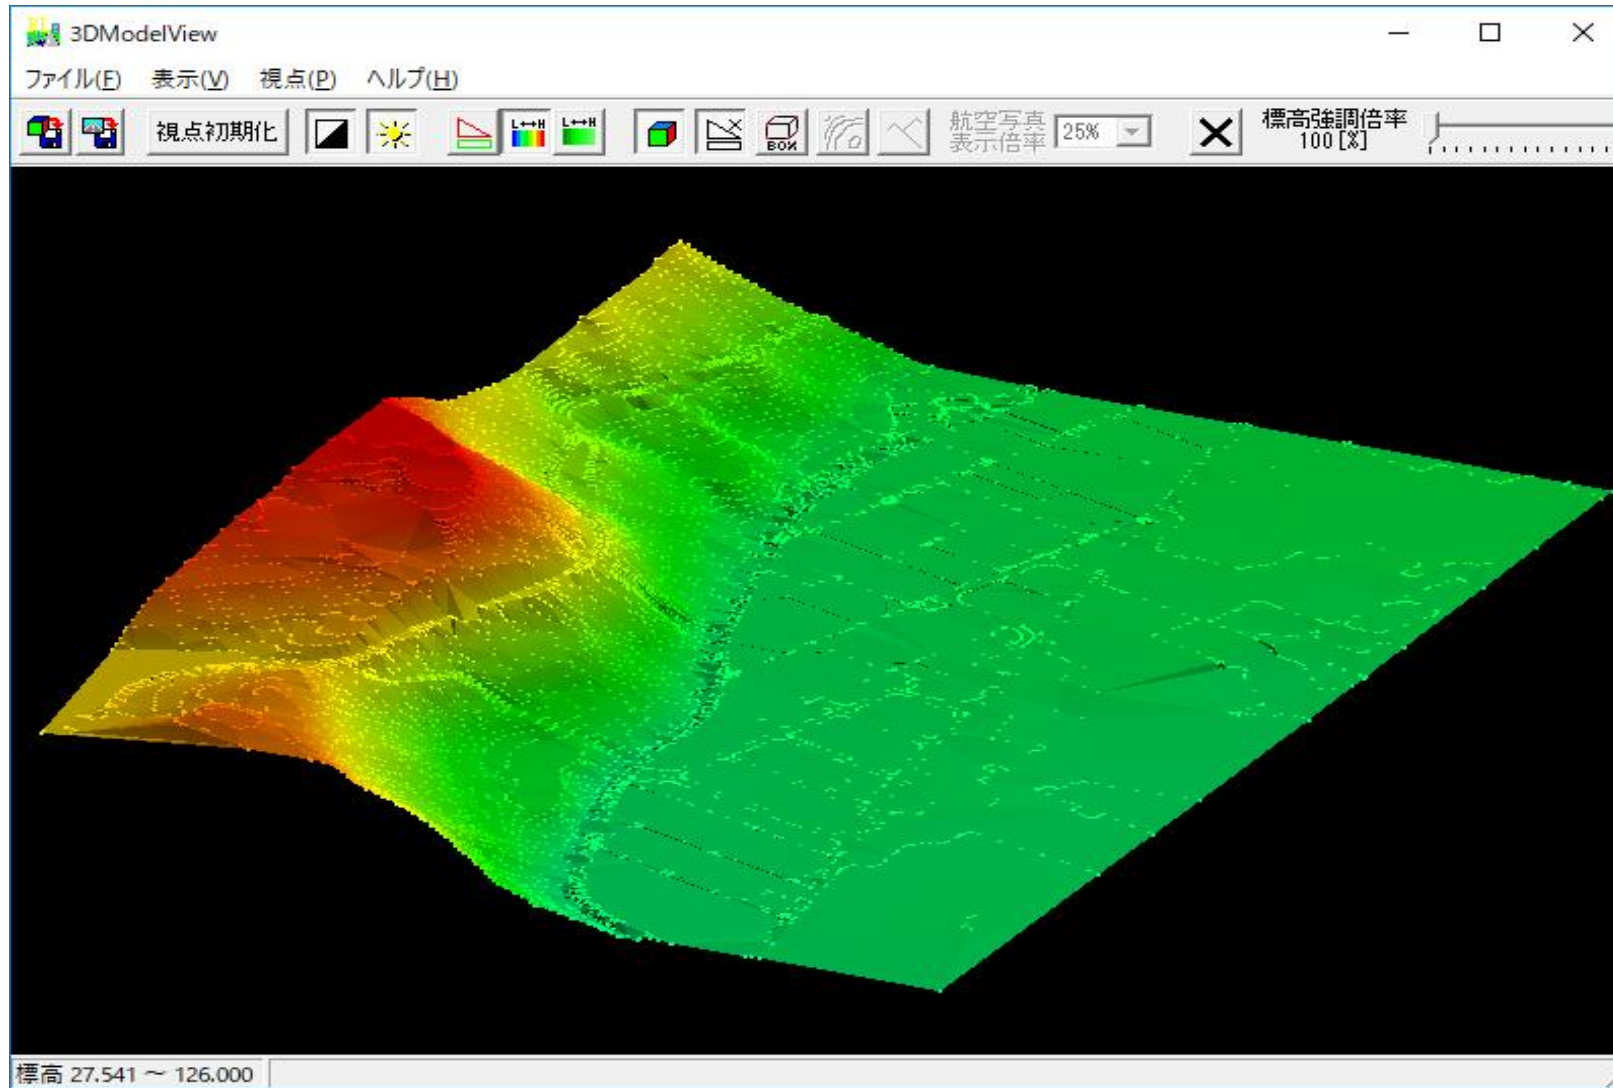 3DModelView
ファイル(F) 表示(V) 視点(P) ヘルプ(H)
視点初期化 L↔H L↔H BOX 航空写真 表示倍率 25% 標高強調倍率 100 [%]
標高 27.541 ～ 126.000